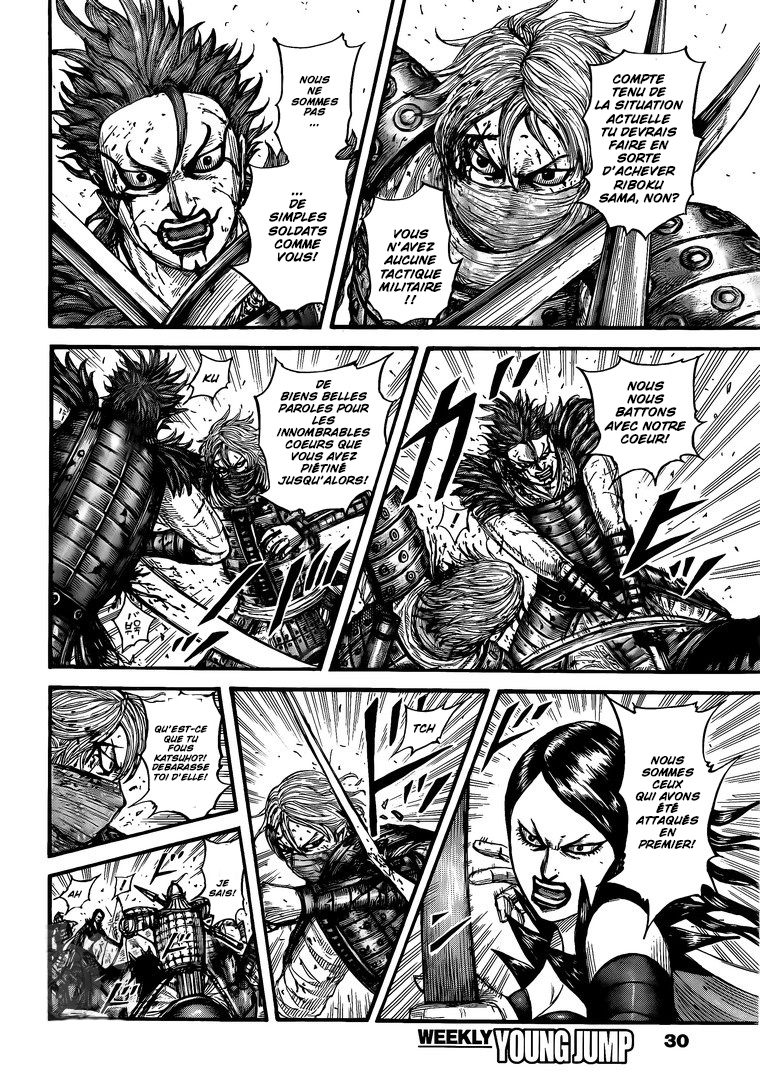 COMPTE
TENU DE
LA SITUATION
ACTUELLE
TU DEVRAIS
FAIRE EN
SORTE
D'ACHEVER
RIBOKU
SAMA, NON?
VOUS
N'AVEZ
AUCUNE
TACTIQUE
MILITAIRE
!!
NOUS
NE
SOMMES
PAS
...
...
DE
SIMPLES
SOLDATS
COMME
VOUS!
NOUS
NOUS
BATTONS
AVEC NOTRE
COEUR!
!
DE
BIEN BELLES
PAROLES POUR
LES
INNOMBRABLES
COEURS QUE
VOUS AVEZ
PIÉTINÉ
JUSQU'ALORS!
KU
NOUS
SOMMES
CEUX
QUI AVONS
ÉTÉ
ATTAQUÉS
EN
PREMIER!
TCH
QU'EST-CE
QUE TU
FOUS
KATSUHO?!
DÉBARASSE
TOI D'ELLE!
JE
SAIS!
!
AH
WEEKLY YOUNG JUMP 30